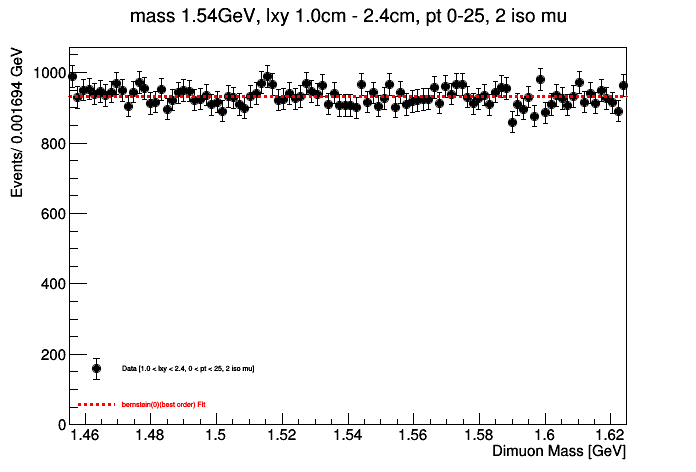 mass 1.54GeV, lxy 1.0cm - 2.4cm, pt 0-25, 2 iso mu
Events/ 0.001694 GeV
1000
800
600
400
200
0
Data [1.0 < lxy < 2.4, 0 < pt < 25, 2 iso mu]
bernstein(0)(best order) Fit
1.46 1.48 1.5 1.52 1.54 1.56 1.58 1.6 1.62
Dimuon Mass [GeV]